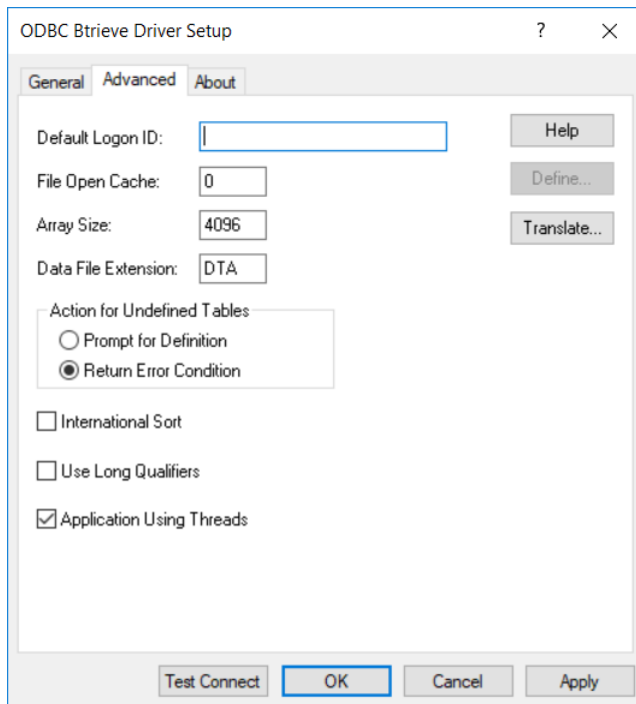 ODBC Btrieve Driver Setup ?
General Advanced About
Default Logon ID: Help
File Open Cache: 0 Define...
Array Size: 4096 Translate...
Data File Extension: DTA
Action for Undefined Tables
Prompt for Definition
Return Error Condition
International Sort
Use Long Qualifiers
Application Using Threads
Test Connect OK Cancel Apply